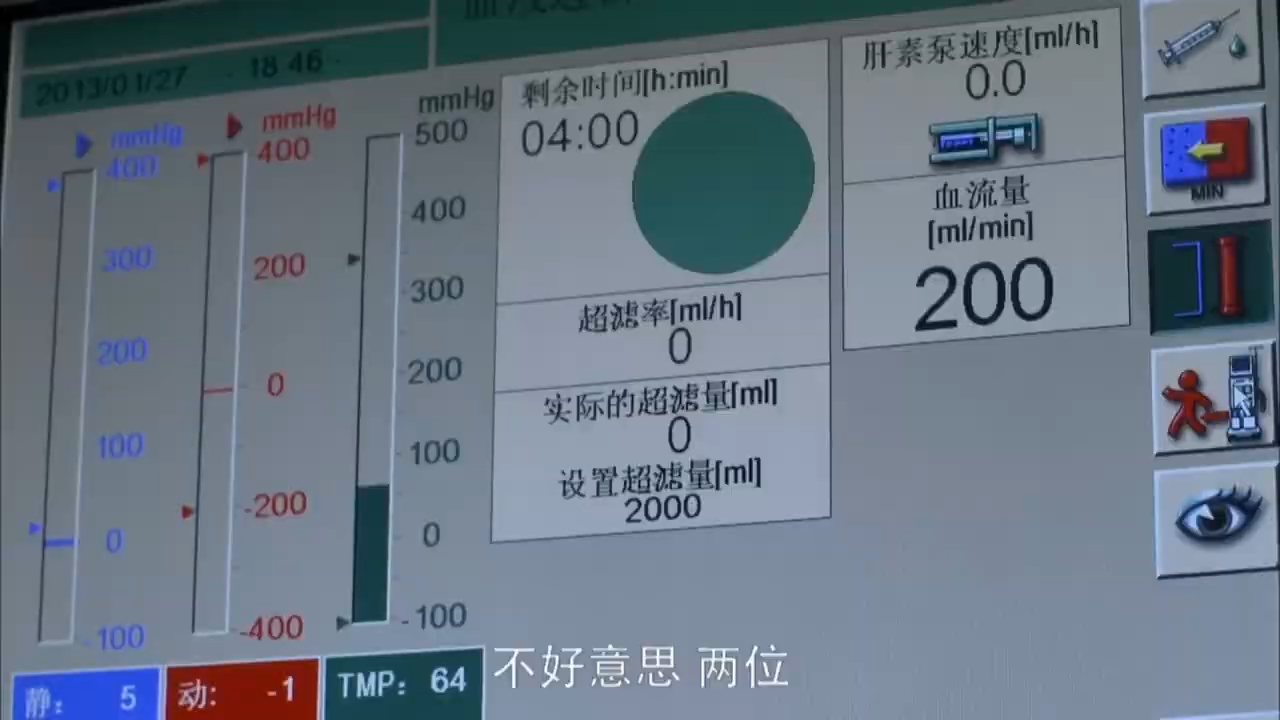 2013/01/27 - 18 46 -
mmHg
400
300
200
100
0
-100
mmHg
400
200
0
-200
-400
mmHg
500
400
300
200
100
0
-100
剩余时间[h:min]
04:00
超滤率[ml/h]
0
实际的超滤量[ml]
0
设置超滤量[ml]
2000
肝素泵速度[ml/h]
0.0
血流量
[ml/min]
200
MIN
静: 5
动: -1
TMP: 64
不好意思 两位